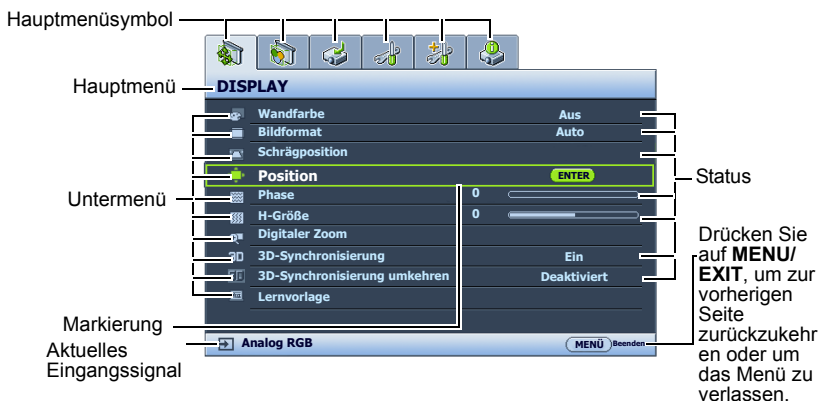 Hauptmenüsymbol
Hauptmenü
DISPLAY
Wandfarbe Aus
Bildformat Auto
Schrägposition
Position ENTER
Phase 0
H-Größe 0
Digitaler Zoom
3D-Synchronisierung Ein
3D-Synchronisierung umkehren Deaktiviert
Lernvorlage
Analog RGB MENÜ Beenden
Untermenü
Markierung
Aktuelles
Eingangssignal
Status
Drücken Sie
auf MENU/
EXIT, um zur
vorherigen
Seite
zurückzukehr
en oder um
das Menü zu
verlassen.